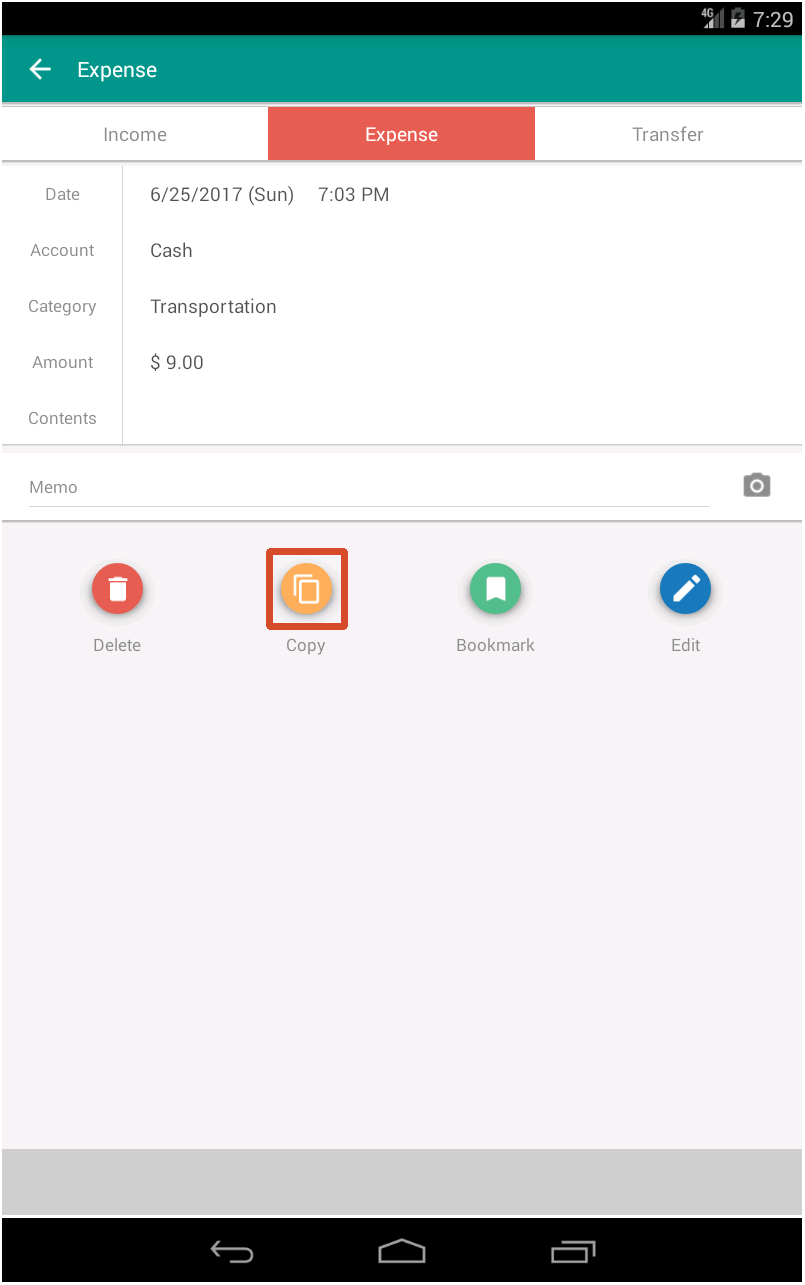 4G 7:29
Expense
Income Expense Transfer
Date 6/25/2017 (Sun) 7:03 PM
Account Cash
Category Transportation
Amount $ 9.00
Contents
Memo
Delete Copy Bookmark Edit